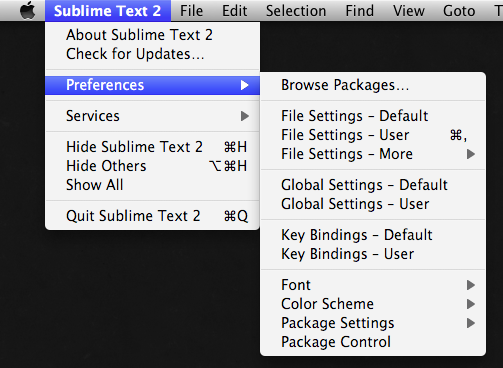 Sublime Text 2 File Edit Selection Find View Goto T
About Sublime Text 2
Check for Updates...
Preferences
Services
Hide Sublime Text 2 ⌘H
Hide Others ⌥⌘H
Show All
Quit Sublime Text 2 ⌘Q
Browse Packages...
File Settings – Default
File Settings – User ⌘,
File Settings – More
Global Settings – Default
Global Settings – User
Key Bindings – Default
Key Bindings – User
Font
Color Scheme
Package Settings
Package Control